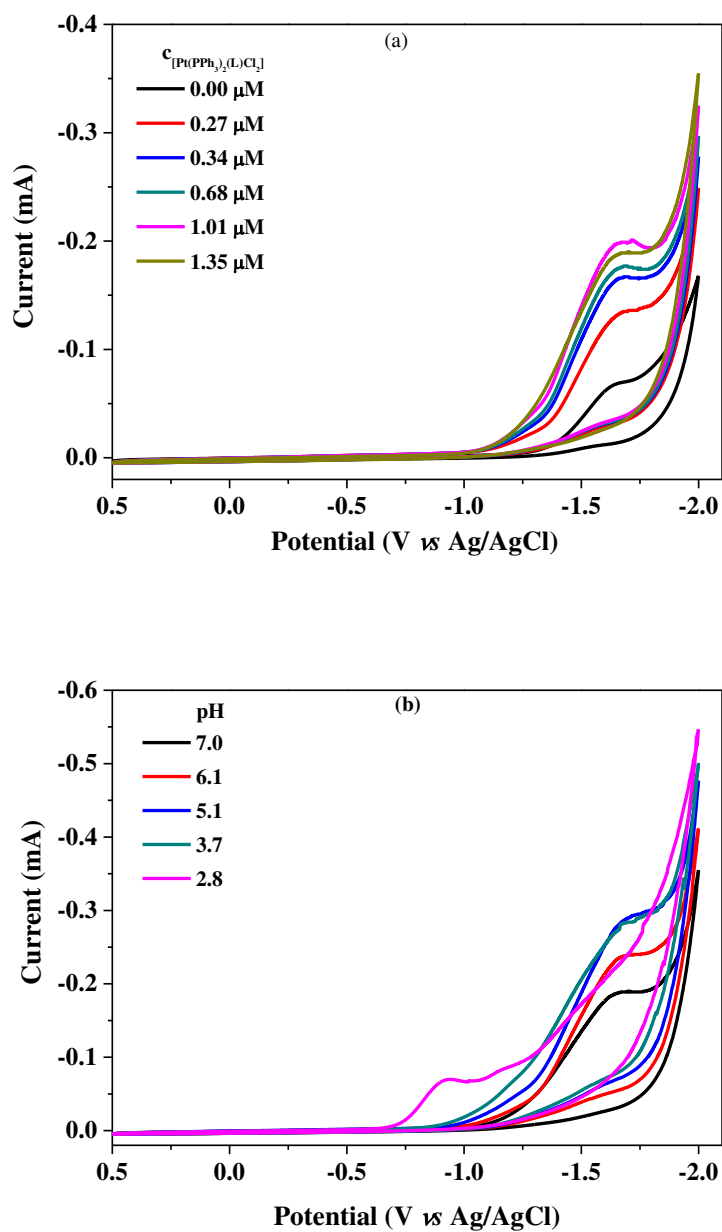 -0.4
(a)
c[Pt(PPh3)2(L)Cl2]
0.00 μM
0.27 μM
0.34 μM
0.68 μM
1.01 μM
1.35 μM
-0.3
-0.2
-0.1
0.0
Current (mA)
0.5 0.0 -0.5 -1.0 -1.5 -2.0
Potential (V vs Ag/AgCl)
-0.6
(b)
pH
7.0
6.1
5.1
3.7
2.8
-0.5
-0.4
-0.3
-0.2
-0.1
0.0
Current (mA)
0.5 0.0 -0.5 -1.0 -1.5 -2.0
Potential (V vs Ag/AgCl)